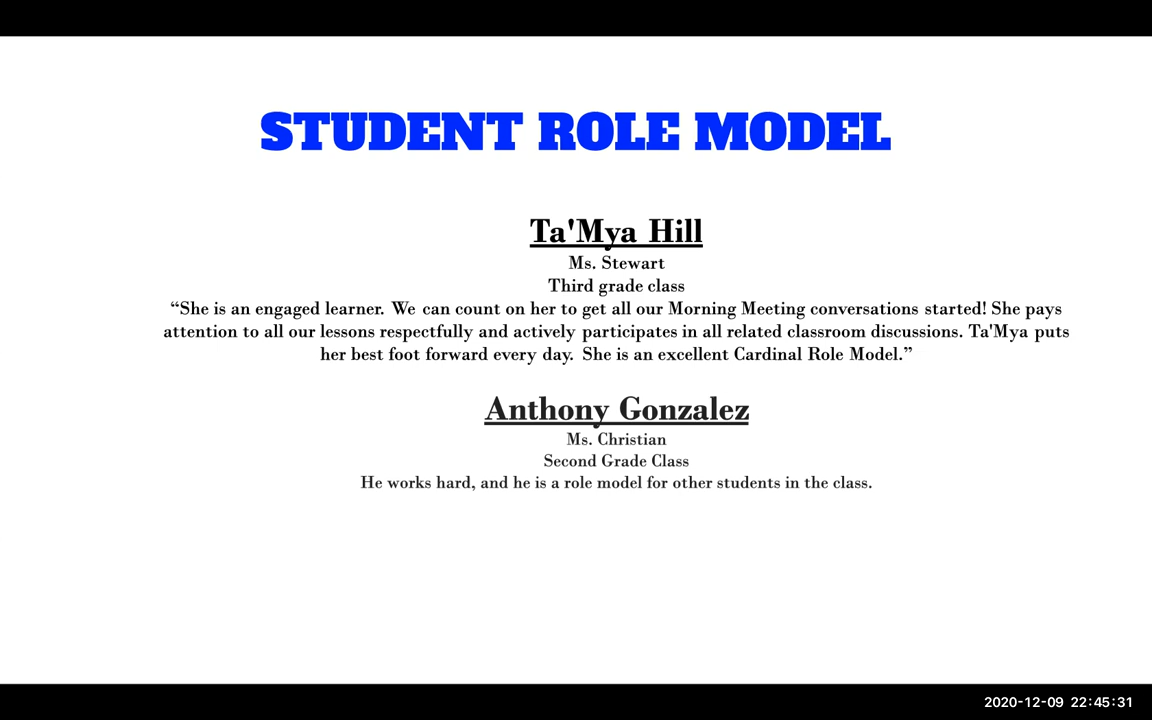 STUDENT ROLE MODEL
Ta'Mya Hill
Ms. Stewart
Third grade class
“She is an engaged learner. We can count on her to get all our Morning Meeting conversations started! She pays
attention to all our lessons respectfully and actively participates in all related classroom discussions. Ta'Mya puts
her best foot forward every day. She is an excellent Cardinal Role Model.”
Anthony Gonzalez
Ms. Christian
Second Grade Class
He works hard, and he is a role model for other students in the class.
2020-12-09 22:45:31